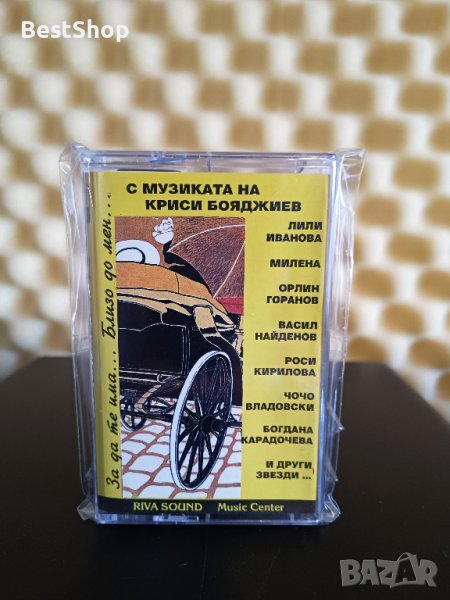 BestShop
С МУЗИКАТА НА
КРИСИ БОЯДЖИЕВ
ЛИЛИ
ИВАНОВА
МИЛЕНА
ОРЛИН
ГОРАНОВ
ВАСИЛ
НАЙДЕНОВ
РОСИ
КИРИЛОВА
ЧОЧО
ВЛАДОВСКИ
БОГДАНА
КАРАДОЧЕВА
И ДРУГИ
ЗВЕЗДИ ...
За да те има... Близо до мен...
RIVA SOUND Music Center
BAZAR